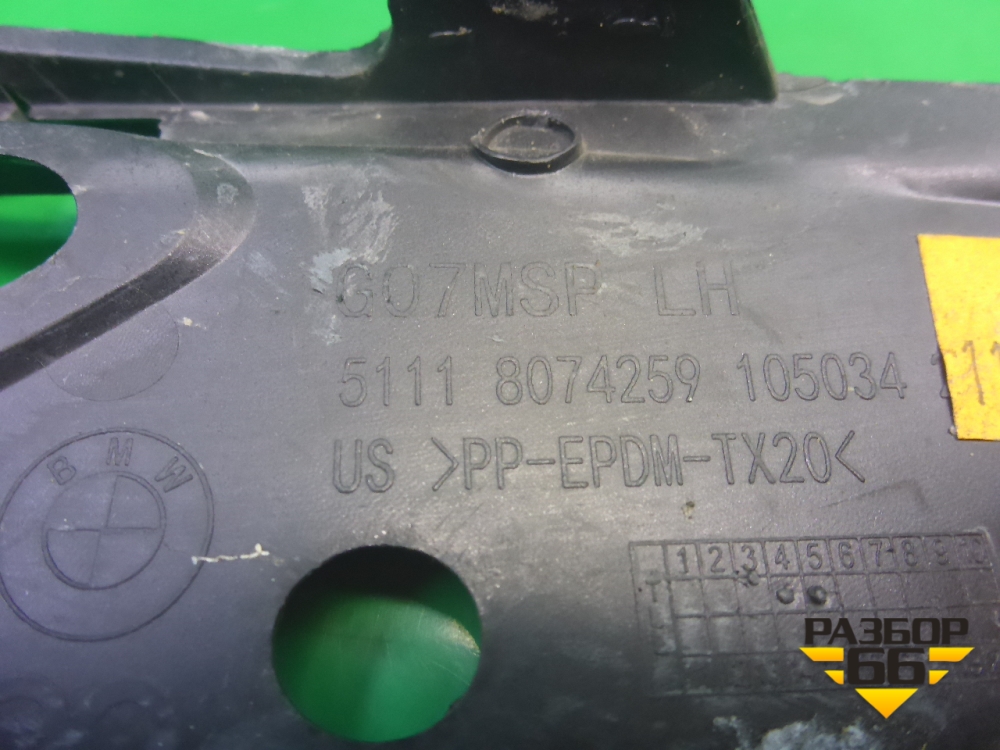 G07MSP LH
5111 8074259 105034
11
US >PP-EPDM-TX20<
BMW
1 2 3 4 5 6 7 8 9
T
РАЗБОР
66